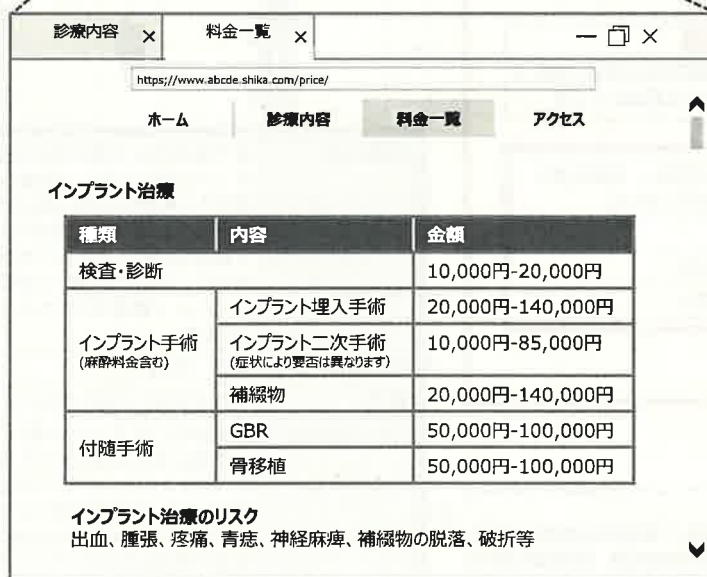 診療内容 × 料金一覧 ×
https;//www.abcde.shika.com/price/
ホーム 診療内容 料金一覧 アクセス
インプラント治療
種類 内容 金額
検査・診断 10,000円-20,000円
インプラント埋入手術 20,000円-140,000円
インプラント手術 インプラント二次手術 10,000円-85,000円
(麻酔料金含む) (症状により要否は異なります)
補綴物 20,000円-140,000円
付随手術 GBR 50,000円-100,000円
骨移植 50,000円-100,000円
インプラント治療のリスク
出血、腫張、疼痛、青痣、神経麻痺、補綴物の脱落、破折等